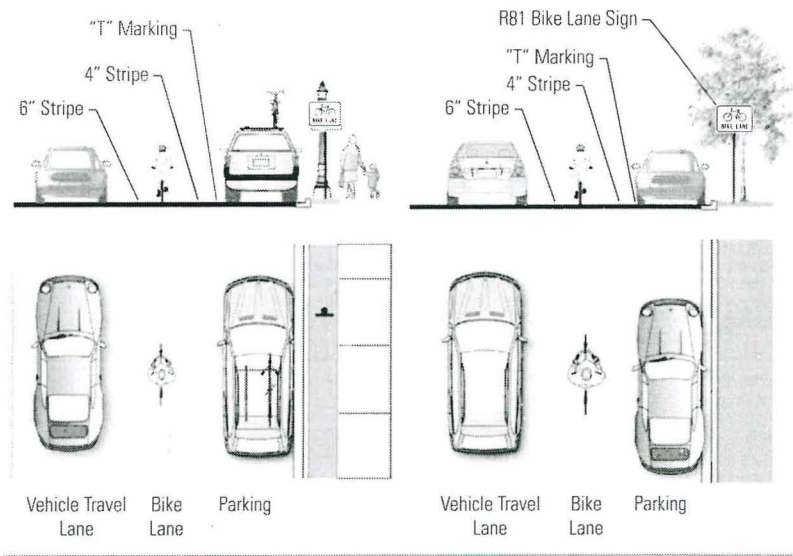 "T" Marking
4" Stripe
6" Stripe
BIKE LANE
R81 Bike Lane Sign
"T" Marking
4" Stripe
6" Stripe
BIKE LANE
Vehicle Travel
Lane
Bike
Lane
Parking
Vehicle Travel
Lane
Bike
Lane
Parking